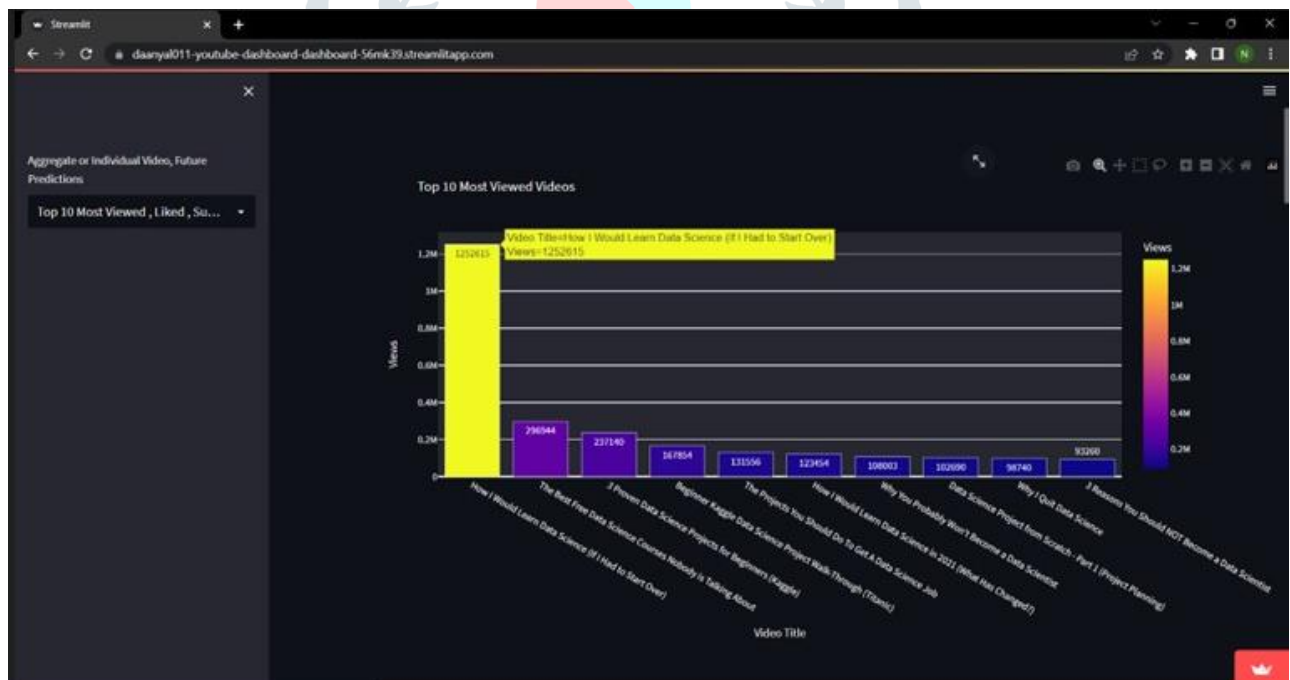 Streamlit
daanyal011-youtube-dashboard-dashboard-56mk39.streamlitapp.com
N
Aggregate or Individual Video, Future
Predictions
Top 10 Most Viewed , Liked , Su...
Top 10 Most Viewed Videos
Video Title=How I Would Learn Data Science (If I Had to Start Over)
Views=1252615
Views
1.2M
1M
0.8M
0.6M
0.4M
0.2M
0
Views
1252615
296944
237140
167854
131556
123454
108003
102690
98740
93260
How I Would Learn Data Science (If I Had to Start Over)
The Best Free Data Science Courses Nobody is Talking About
3 Proven Data Science Projects for Beginners (Kaggle)
Beginner Kaggle Data Science Project Walk-Through (Titanic)
The Projects You Should Do To Get A Data Science Job
How I Would Learn Data Science in 2021 (What Has Changed?)
Why You Probably Won't Become a Data Scientist
Data Science Project from Scratch - Part 1 (Project Planning)
Why I Quit Data Science
3 Reasons You Should NOT Become a Data Scientist
Video Title
1.2M
1M
0.8M
0.6M
0.4M
0.2M